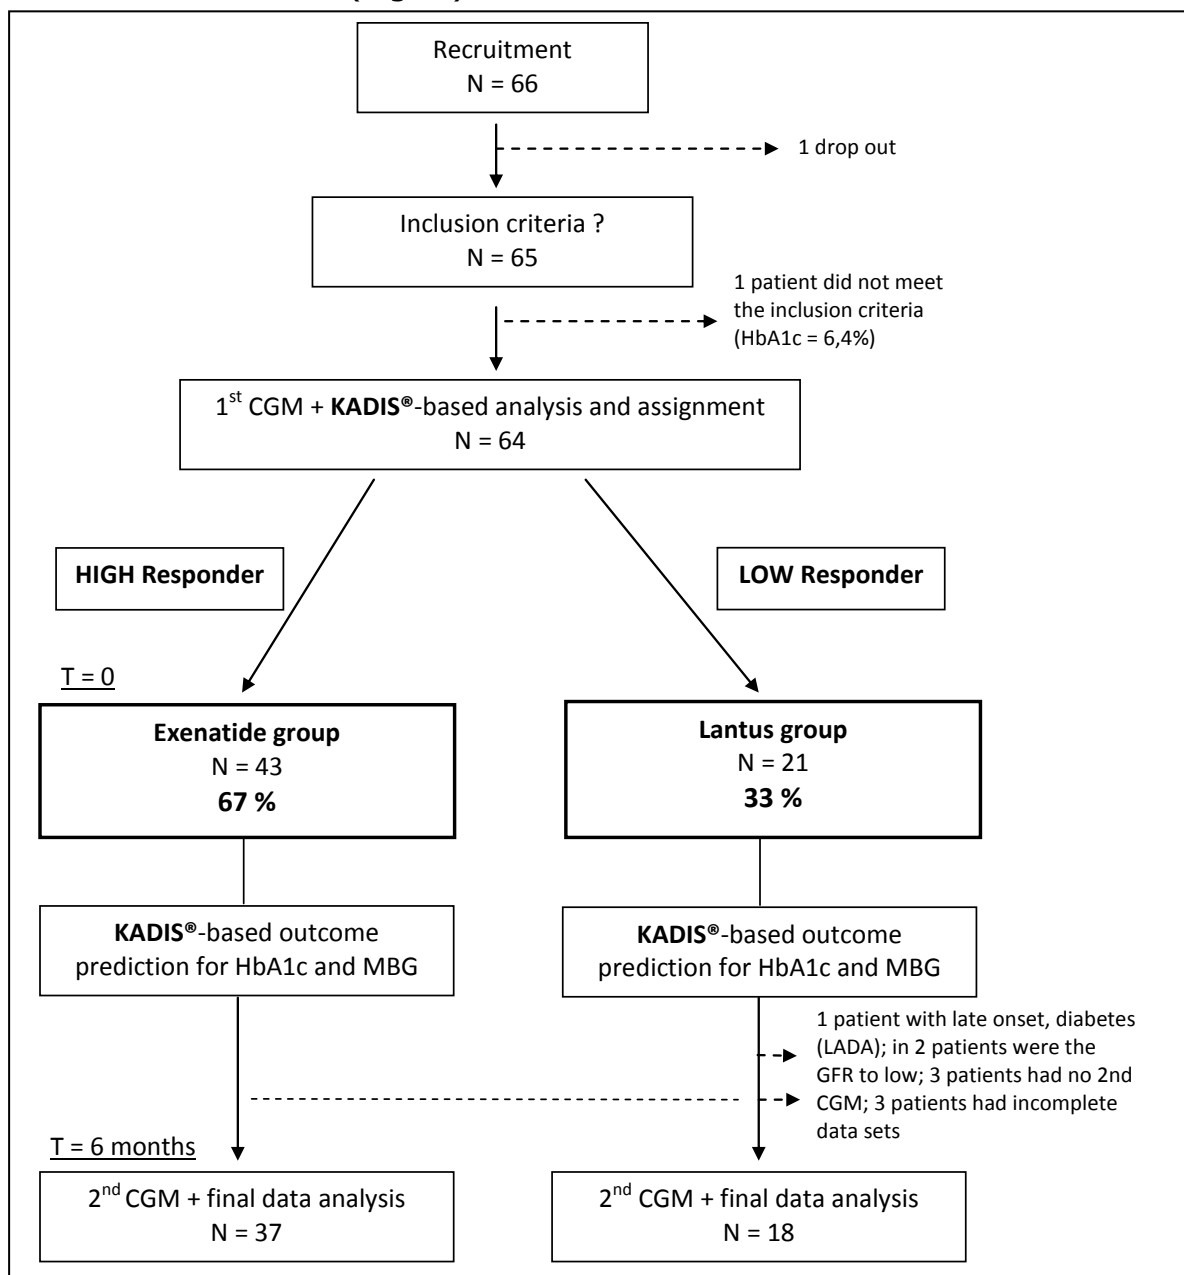 Recruitment
N = 66
1 drop out
Inclusion criteria ?
N = 65
1 patient did not meet
the inclusion criteria
(HbA1c = 6,4%)
1st CGM + KADIS®-based analysis and assignment
N = 64
HIGH Responder
LOW Responder
T = 0
Exenatide group
N = 43
67 %
Lantus group
N = 21
33 %
KADIS®-based outcome
prediction for HbA1c and MBG
KADIS®-based outcome
prediction for HbA1c and MBG
1 patient with late onset, diabetes
(LADA); in 2 patients were the
GFR to low; 3 patients had no 2nd
CGM; 3 patients had incomplete
data sets
T = 6 months
2nd CGM + final data analysis
N = 37
2nd CGM + final data analysis
N = 18